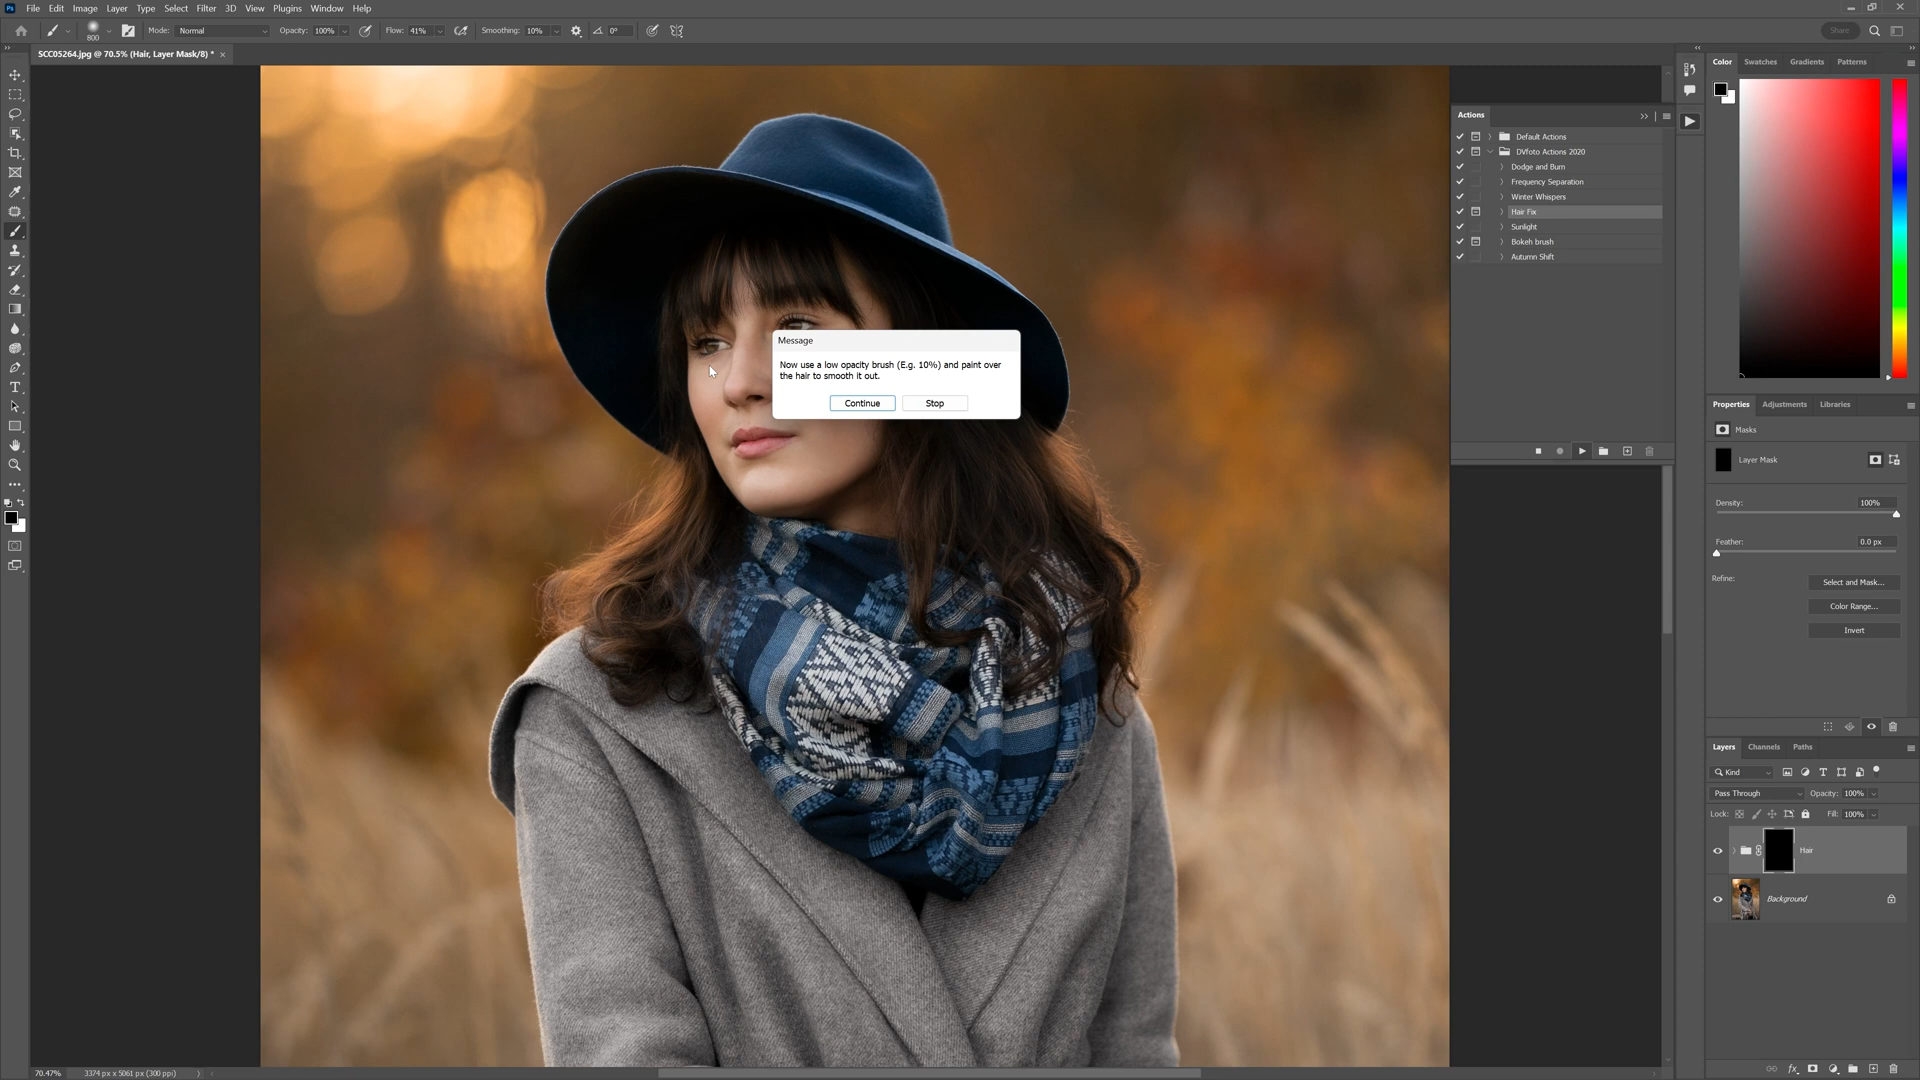 Ps File Edit Image Layer Type Select Filter 3D View Plugins Window Help
800 Mode: Normal Opacity: 100% Flow: 41% Smoothing: 10% 0° Share
SCC05264.jpg @ 70.5% (Hair, Layer Mask/8) * ×
Message
Now use a low opacity brush (E.g. 10%) and paint over
the hair to smooth it out.
Continue Stop
Actions
Default Actions
DVfoto Actions 2020
Dodge and Burn
Frequency Separation
Winter Whispers
Hair Fix
Sunlight
Bokeh brush
Autumn Shift
Color Swatches Gradients Patterns
Properties Adjustments Libraries
Masks
Layer Mask
Density: 100%
Feather: 0.0 px
Refine:
Select and Mask...
Color Range...
Invert
Layers Channels Paths
Kind
Pass Through Opacity: 100%
Lock: Fill: 100%
Hair
Background
fx
70.47% 3374 px x 5061 px (300 ppi)